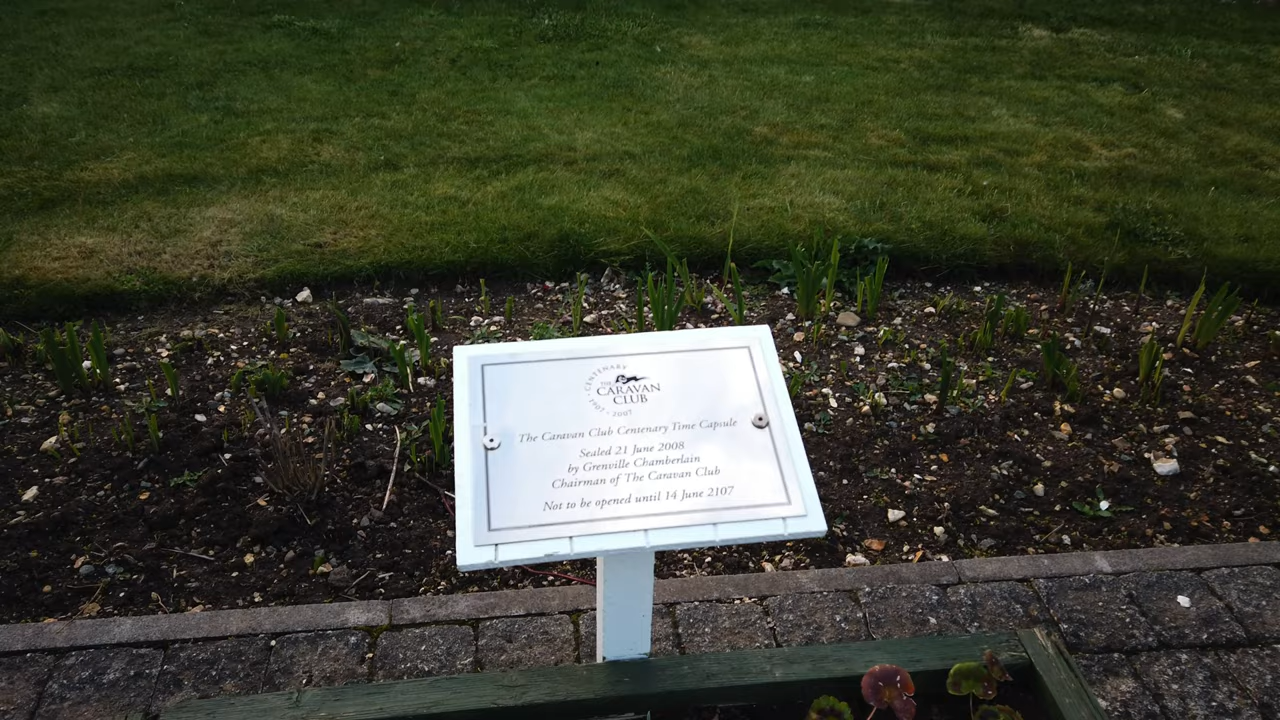 CENTENARY
THE
CARAVAN
CLUB
1907 · 2007
The Caravan Club Centenary Time Capsule
Sealed 21 June 2008
by Grenville Chamberlain
Chairman of The Caravan Club
Not to be opened until 14 June 2107